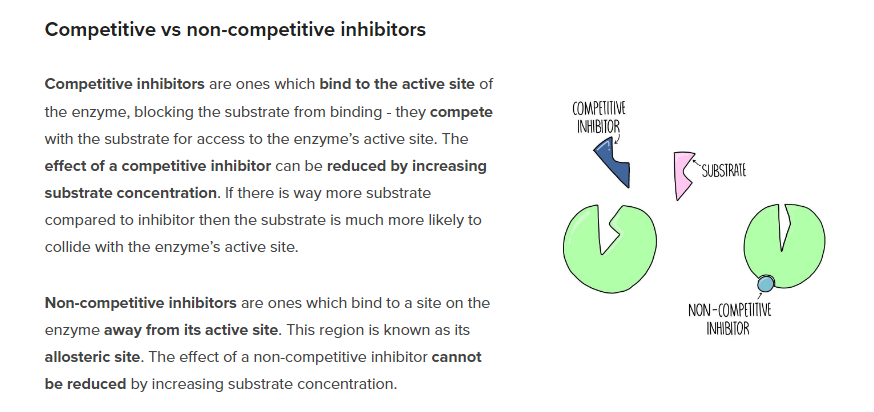 Competitive vs non-competitive inhibitors
Competitive inhibitors are ones which bind to the active site of
the enzyme, blocking the substrate from binding - they compete
with the substrate for access to the enzyme's active site. The
effect of a competitive inhibitor can be reduced by increasing
substrate concentration. If there is way more substrate
compared to inhibitor then the substrate is much more likely to
collide with the enzyme's active site.
Non-competitive inhibitors are ones which bind to a site on the
enzyme away from its active site. This region is known as its
allosteric site. The effect of a non-competitive inhibitor cannot
be reduced by increasing substrate concentration.
COMPETITIVE
INHIBITOR
SUBSTRATE
NON-COMPETITIVE
INHIBITOR